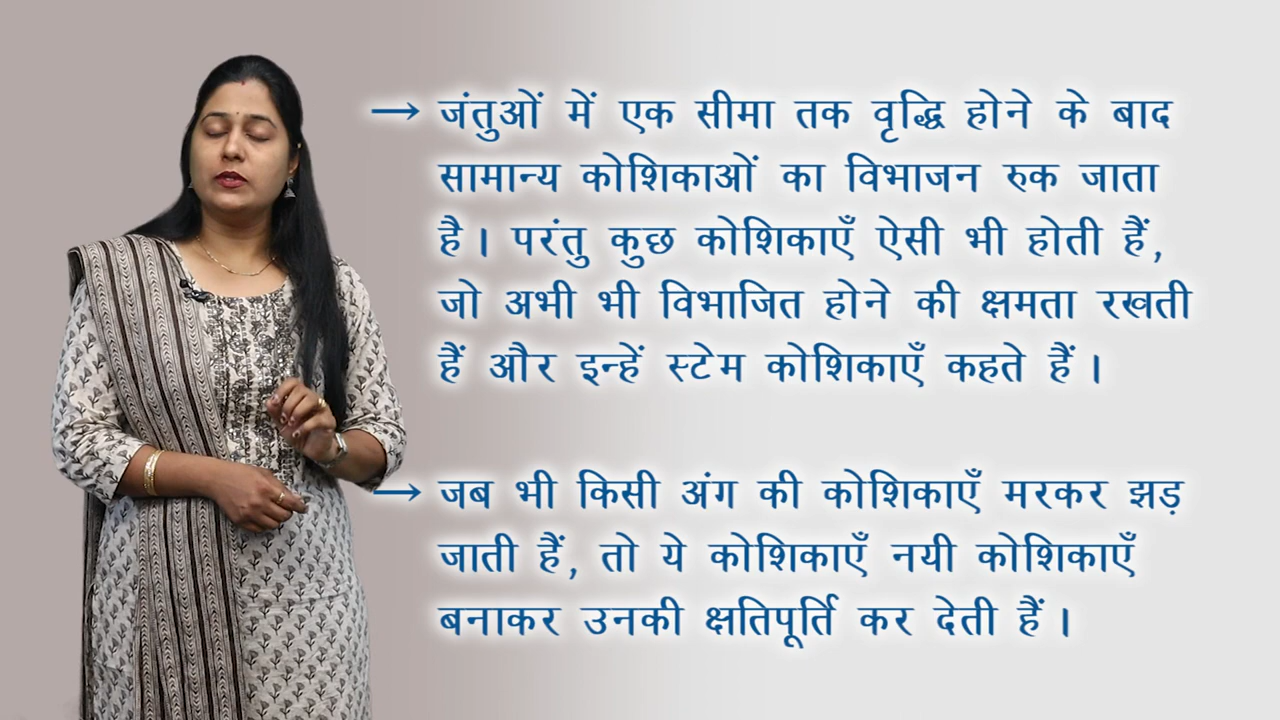 → जंतुओं में एक सीमा तक वृद्धि होने के बाद
सामान्य कोशिकाओं का विभाजन रुक जाता
है। परंतु कुछ कोशिकाएँ ऐसी भी होती हैं,
जो अभी भी विभाजित होने की क्षमता रखती
हैं और इन्हें स्टेम कोशिकाएँ कहते हैं।
→ जब भी किसी अंग की कोशिकाएँ मरकर झड़
जाती हैं, तो ये कोशिकाएँ नयी कोशिकाएँ
बनाकर उनकी क्षतिपूर्ति कर देती हैं।